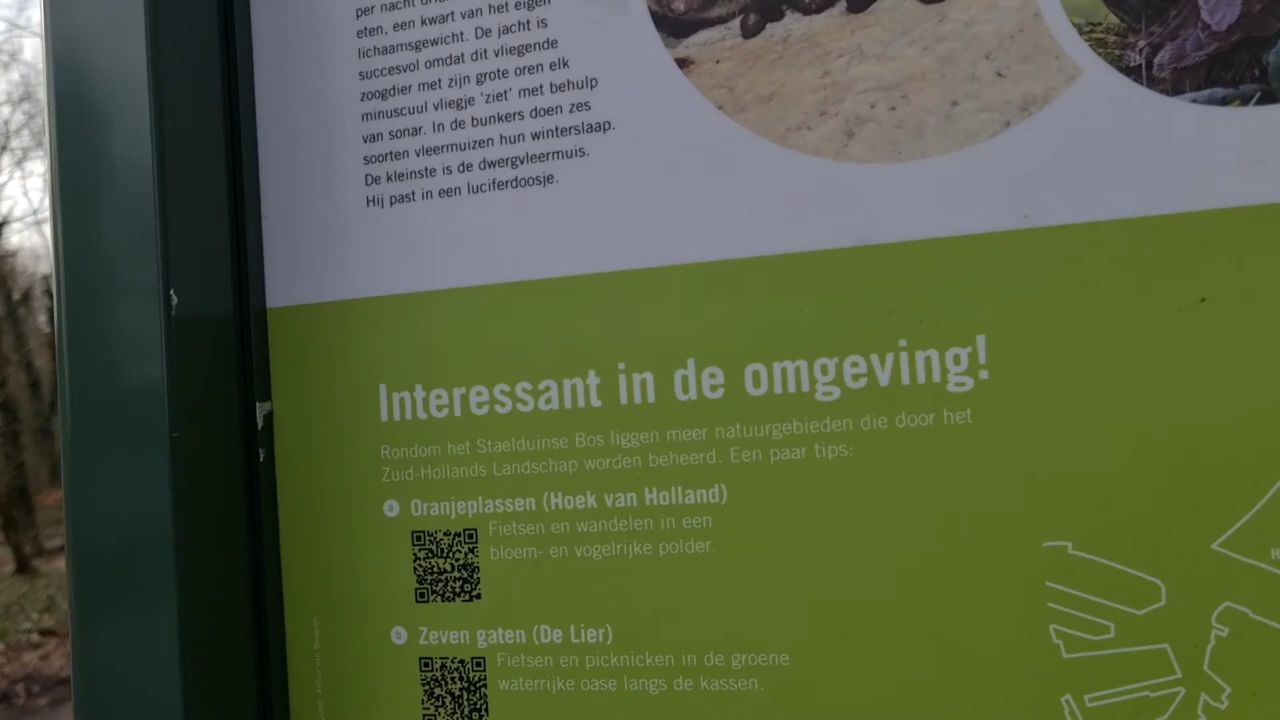 per nacht
eten, een kwart van het eigen
lichaamsgewicht. De jacht is
succesvol omdat dit vliegende
zoogdier met zijn grote oren elk
minuscuul vliegje 'ziet' met behulp
van sonar. In de bunkers doen zes
soorten vleermuizen hun winterslaap.
De kleinste is de dwergvleermuis.
Hij past in een luciferdoosje.
Interessant in de omgeving!
Rondom het Staelduinse Bos liggen meer natuurgebieden die door het
Zuid-Hollands Landschap worden beheerd. Een paar tips:
a Oranjeplassen (Hoek van Holland)
Fietsen en wandelen in een
bloem- en vogelrijke polder.
b Zeven gaten (De Lier)
Fietsen en picknicken in de groene
waterrijke oase langs de kassen.
H